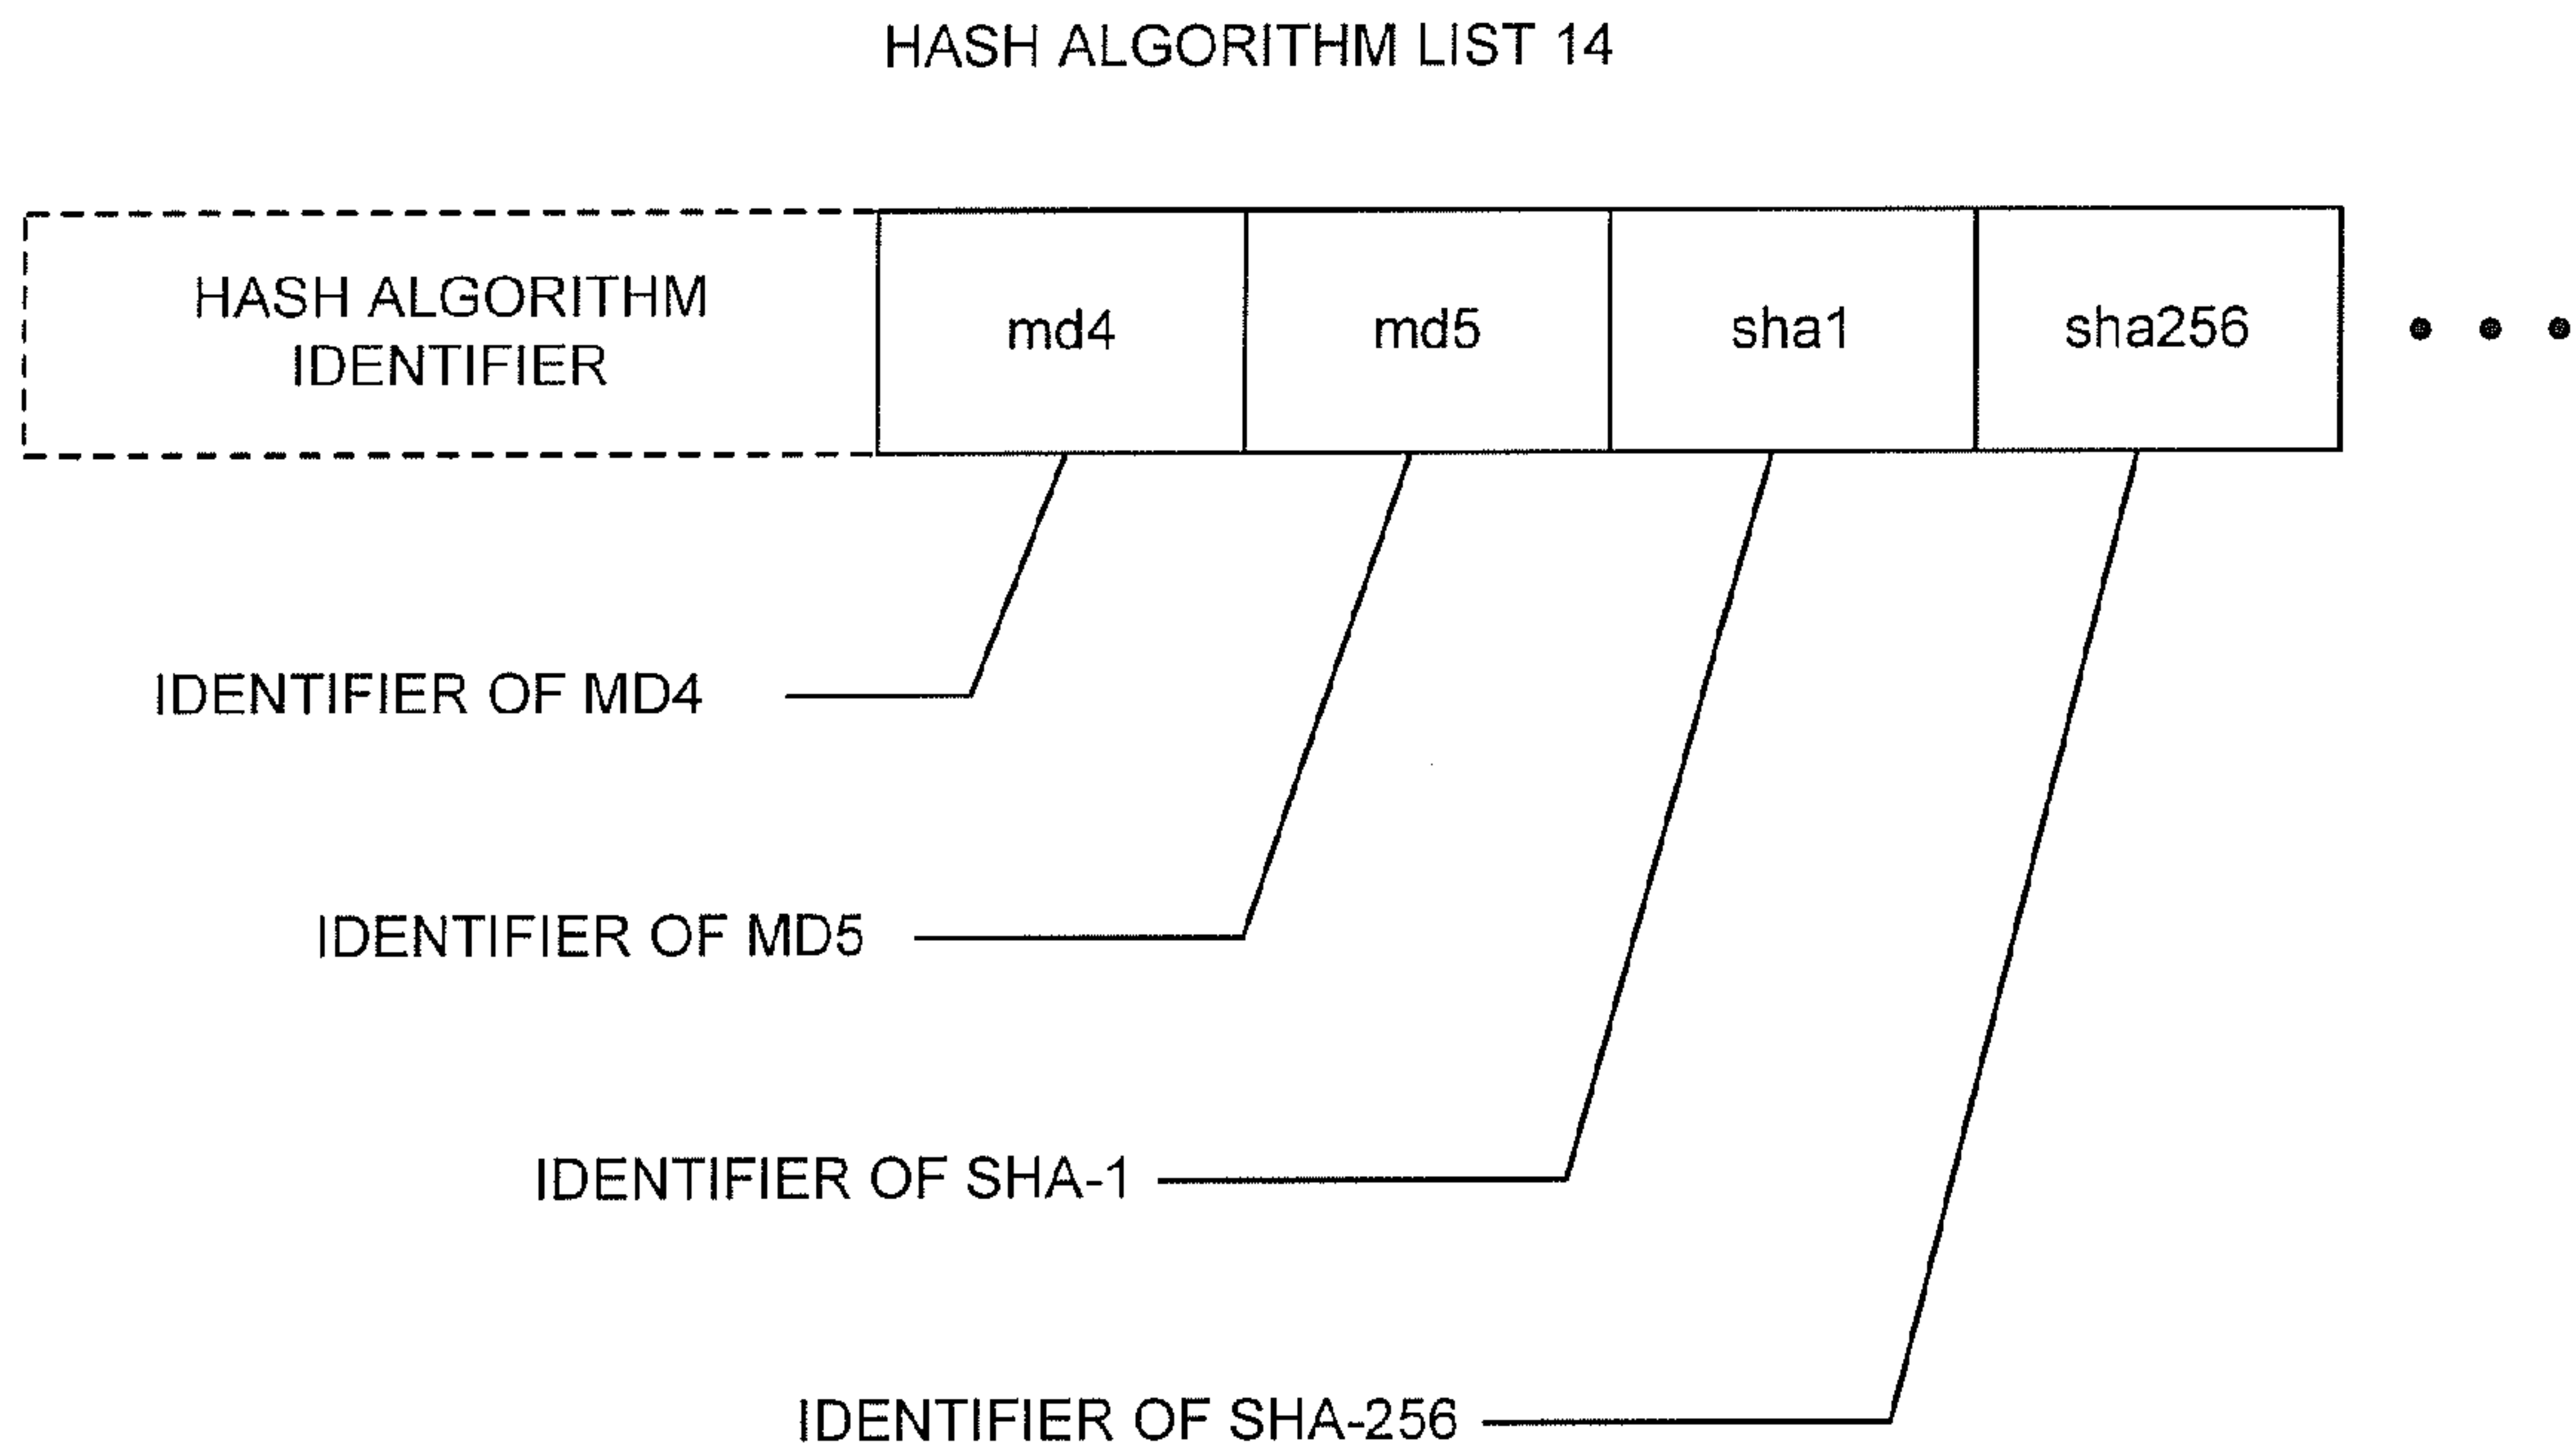 HASH ALGORITHM LIST 14
HASH ALGORITHM
IDENTIFIER
md4
md5
sha1
sha256
IDENTIFIER OF MD4
IDENTIFIER OF MD5
IDENTIFIER OF SHA-1
IDENTIFIER OF SHA-256